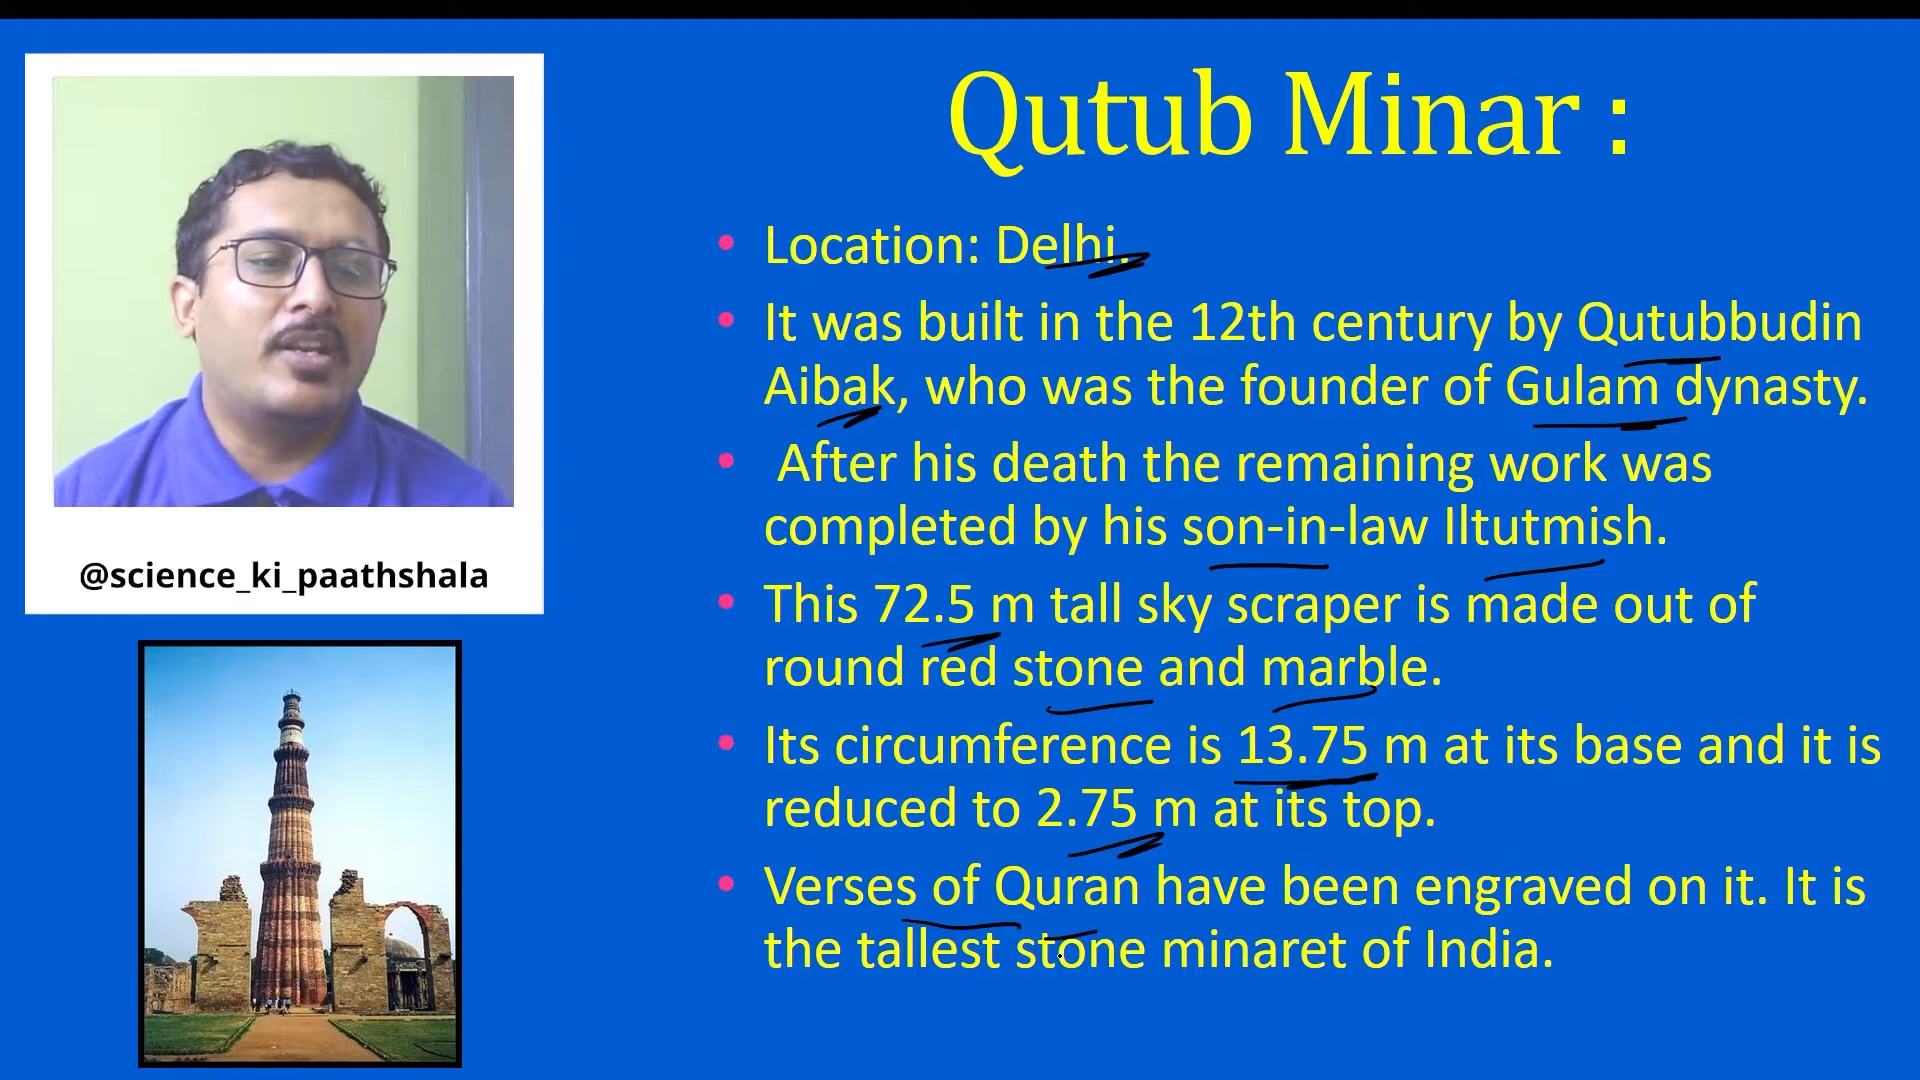 Qutub Minar :
• Location: Delhi.
• It was built in the 12th century by Qutubbudin
Aibak, who was the founder of Gulam dynasty.
• After his death the remaining work was
completed by his son-in-law Iltutmish.
• This 72.5 m tall sky scraper is made out of
round red stone and marble.
• Its circumference is 13.75 m at its base and it is
reduced to 2.75 m at its top.
• Verses of Quran have been engraved on it. It is
the tallest stone minaret of India.
@science_ki_paathshala